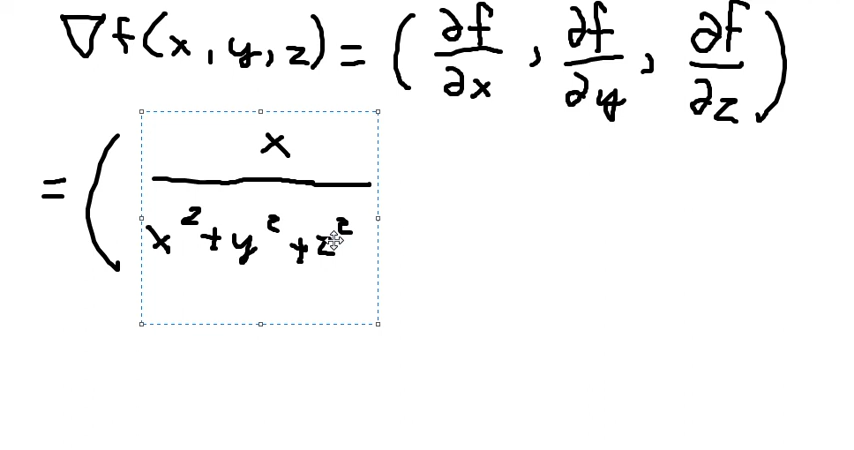 ∇f(x, y, z) = (∂f/∂x, ∂f/∂y, ∂f/∂z)
= ( x/(x²+y²+z²)